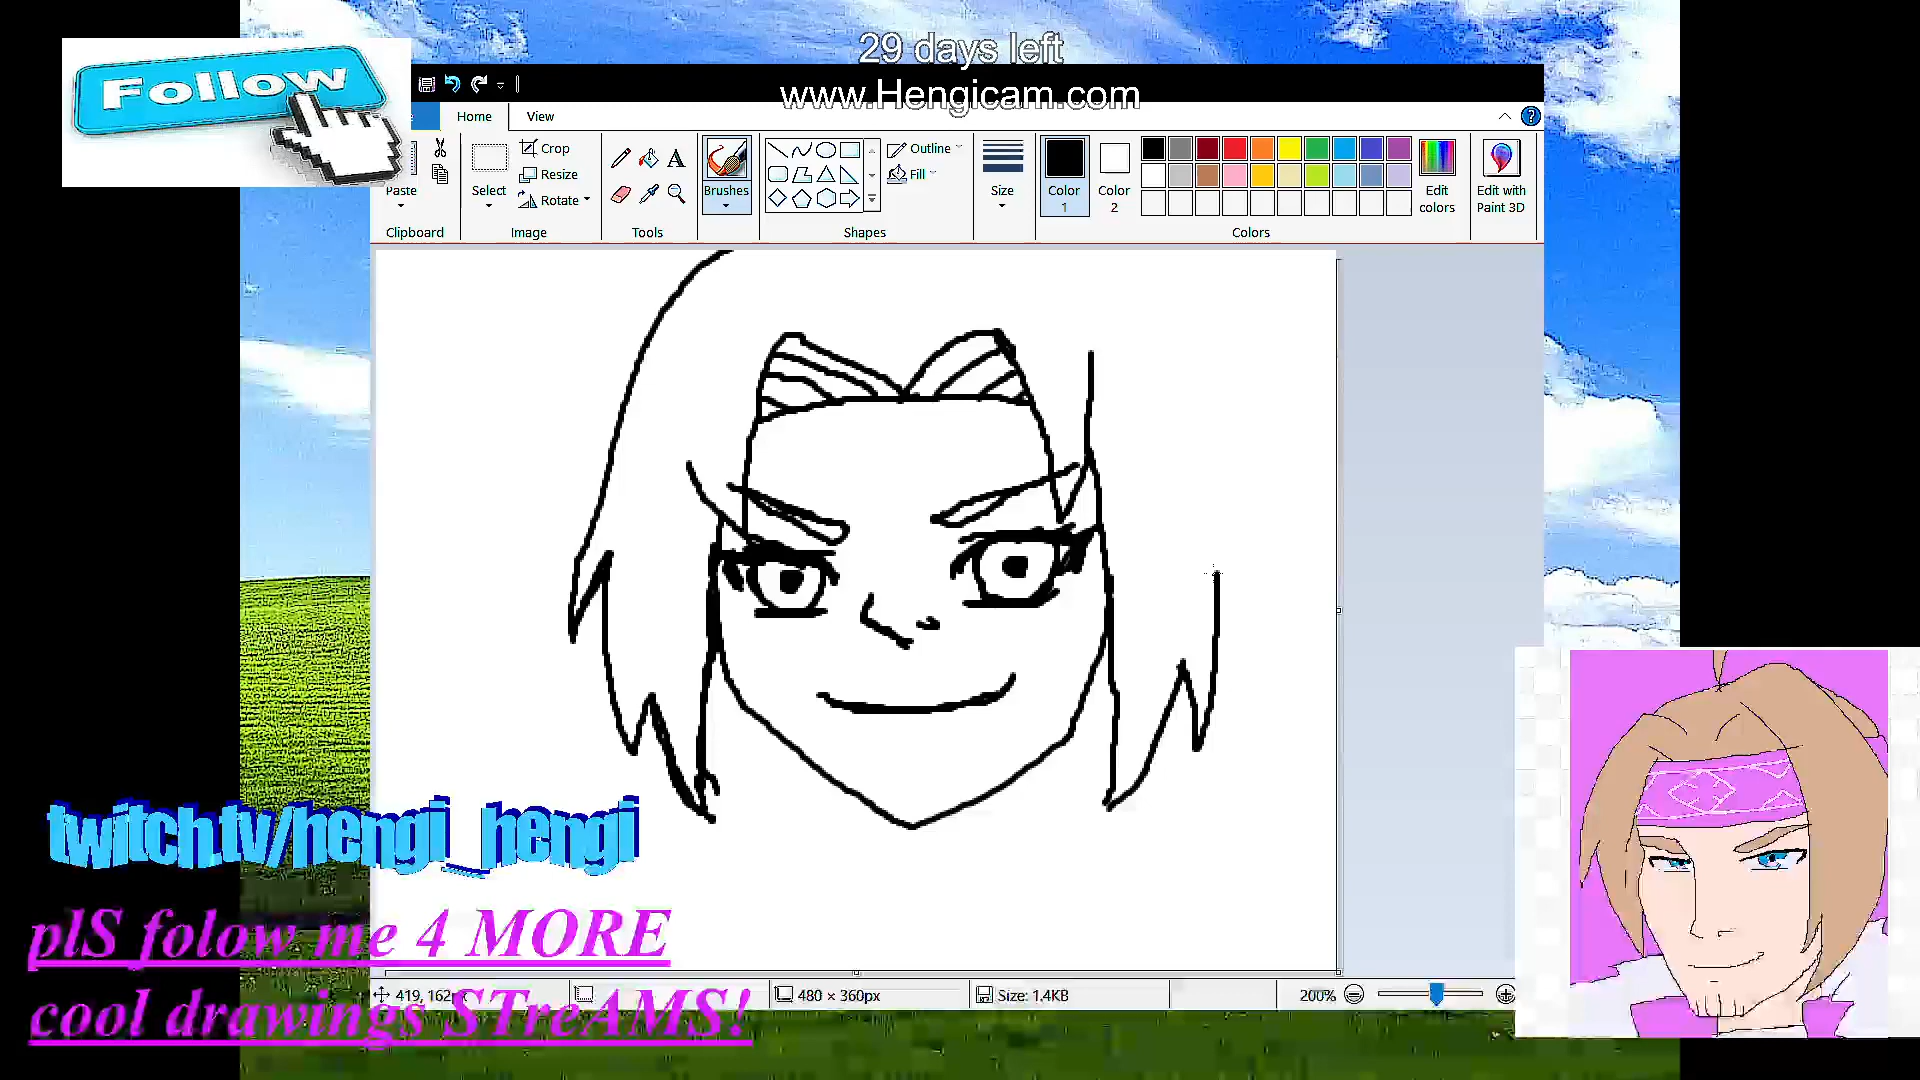 29 days left
www.Hengicam.com
Follow
Home View
Paste
Clipboard
Select
Crop
Resize
Rotate
Image
Tools
Brushes
Shapes
Outline
Fill
Size
Color 1
Color 2
Colors
Edit colors
Edit with Paint 3D
twitch.tv/hengi_hengi
plS folow me 4 MORE
cool drawings STreAMS!
419, 162px
480 × 360px
Size: 1.4KB
200%